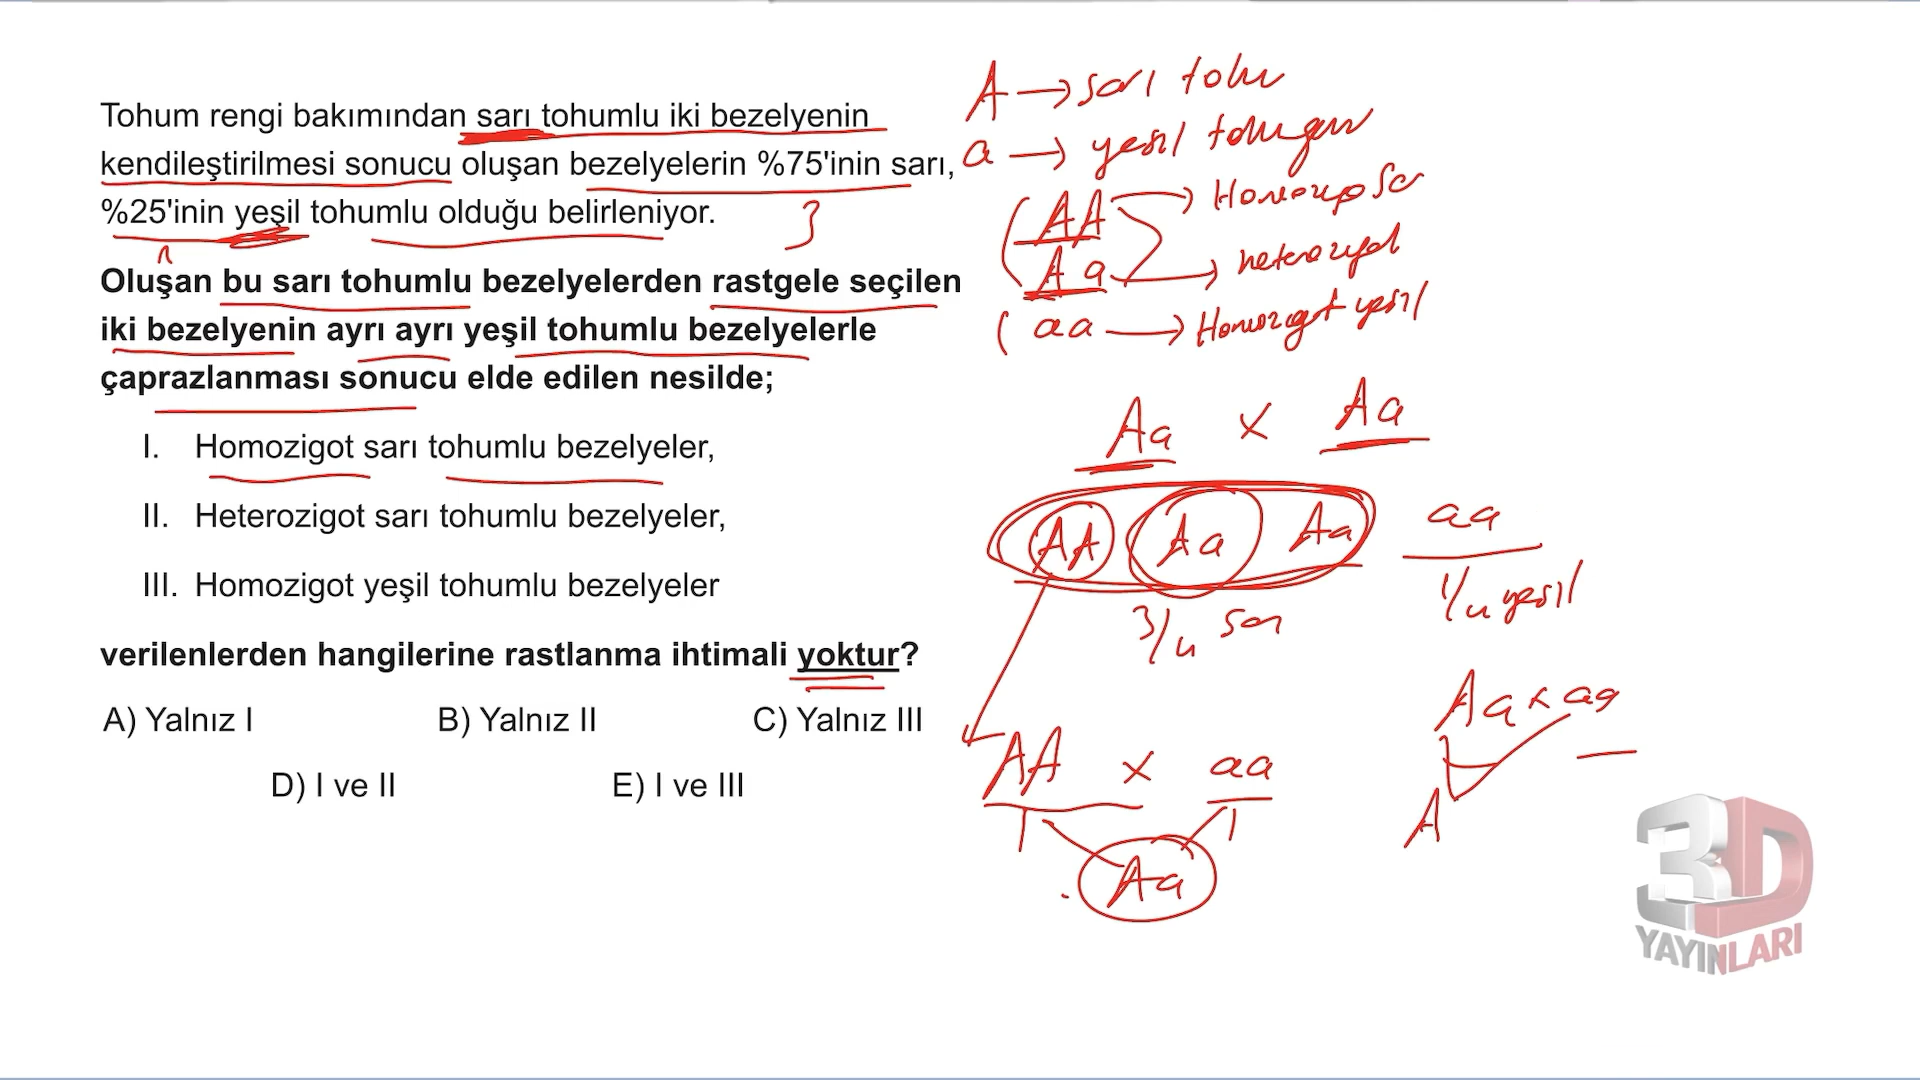 Tohum rengi bakımından sarı tohumlu iki bezelyenin
kendileştirilmesi sonucu oluşan bezelyelerin %75'inin sarı,
%25'inin yeşil tohumlu olduğu belirleniyor.
3
Oluşan bu sarı tohumlu bezelyelerden rastgele seçilen
iki bezelyenin ayrı ayrı yeşil tohumlu bezelyelerle
çaprazlanması sonucu elde edilen nesilde;
I. Homozigot sarı tohumlu bezelyeler,
II. Heterozigot sarı tohumlu bezelyeler,
III. Homozigot yeşil tohumlu bezelyeler
verilenlerden hangilerine rastlanma ihtimali yoktur?
A) Yalnız I B) Yalnız II C) Yalnız III
D) I ve II E) I ve III
A → sarı tohu
a → yeşil
AA → Homozigo
Aa → heterozigot
aa → Homozigot yeşil
Aa x Aa
AA Aa Aa aa
3/4 sarı 1/4 yeşil
Aa x aa
A
AA x aa
Aa
3D
YAYINLARI